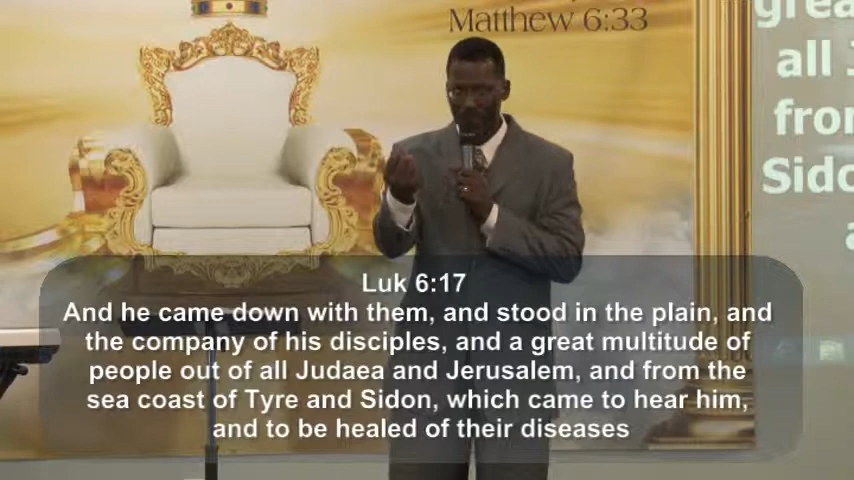 Matthew 6:33
all
Luk 6:17
And he came down with them, and stood in the plain, and
the company of his disciples, and a great multitude of
people out of all Judaea and Jerusalem, and from the
sea coast of Tyre and Sidon, which came to hear him,
and to be healed of their diseases